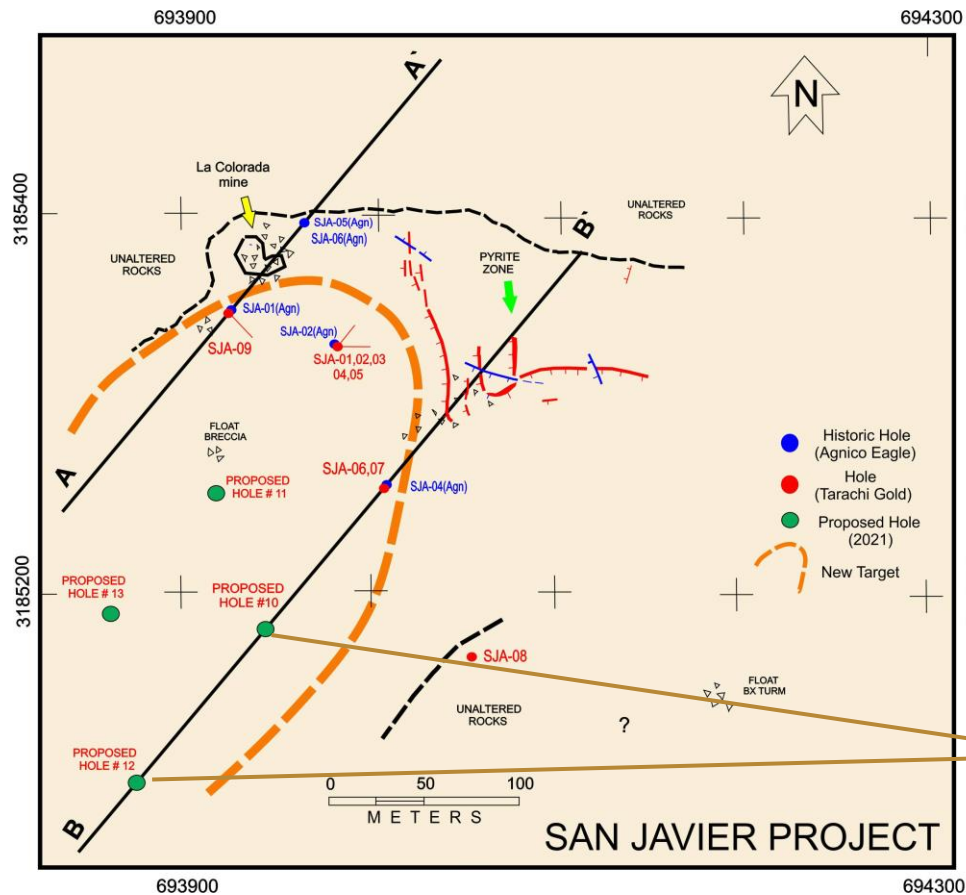 693900
694300
A´
N
La Colorada
mine
3185400
SJA-05(Agn)
SJA-06(Agn)
B´
UNALTERED
ROCKS
UNALTERED
ROCKS
PYRITE
ZONE
SJA-01(Agn)
SJA-02(Agn)
SJA-09
SJA-01,02,03
04,05
FLOAT
BRECCIA
A
PROPOSED
HOLE # 11
SJA-06,07
SJA-04(Agn)
Historic Hole
(Agnico Eagle)
Hole
(Tarachi Gold)
Proposed Hole
(2021)
New Target
3185200
PROPOSED
HOLE # 13
PROPOSED
HOLE #10
SJA-08
FLOAT
BX TURM
UNALTERED
ROCKS
?
PROPOSED
HOLE # 12
0 50 100
METERS
B
SAN JAVIER PROJECT
693900
694300